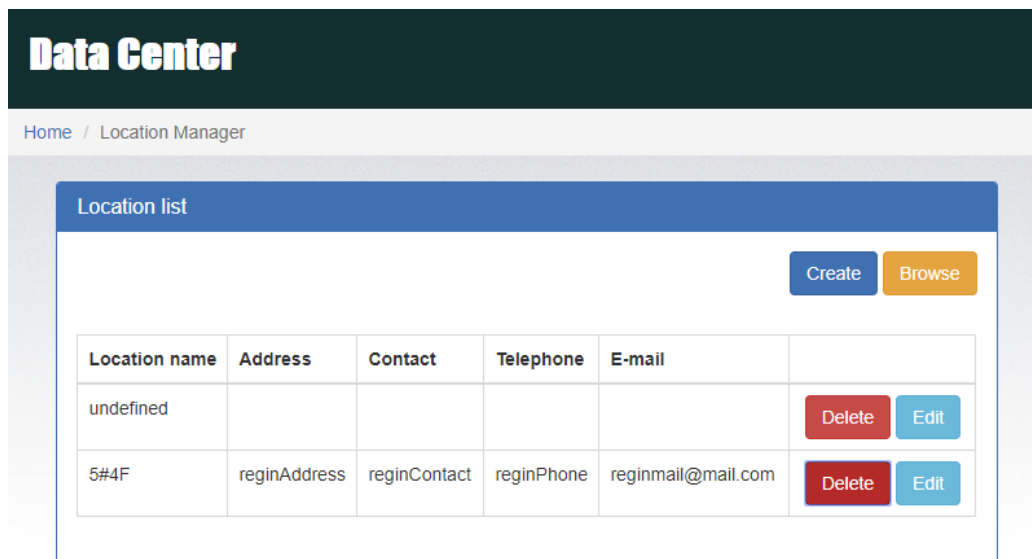 Data Center
Home / Location Manager
Location list
Create Browse
Location name Address Contact Telephone E-mail
undefined Delete Edit
5#4F reginAddress reginContact reginPhone reginmail@mail.com Delete Edit